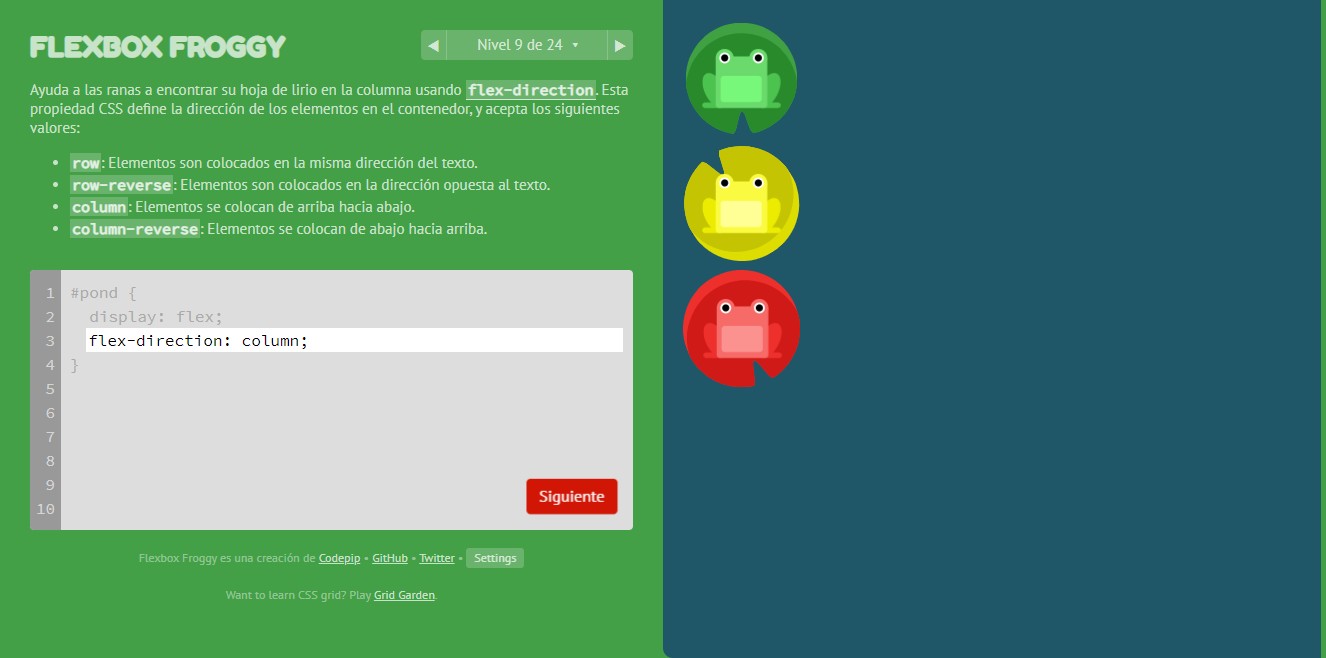 FLEXBOX FROGGY
◀ Nivel 9 de 24 ▾ ▶
Ayuda a las ranas a encontrar su hoja de lirio en la columna usando flex-direction. Esta
propiedad CSS define la dirección de los elementos en el contenedor, y acepta los siguientes
valores:
• row: Elementos son colocados en la misma dirección del texto.
• row-reverse: Elementos son colocados en la dirección opuesta al texto.
• column: Elementos se colocan de arriba hacia abajo.
• column-reverse: Elementos se colocan de abajo hacia arriba.
1 #pond {
2 display: flex;
3 flex-direction: column;
4 }
5
6
7
8
9
10
Siguiente
Flexbox Froggy es una creación de Codepip • GitHub • Twitter • Settings
Want to learn CSS grid? Play Grid Garden.